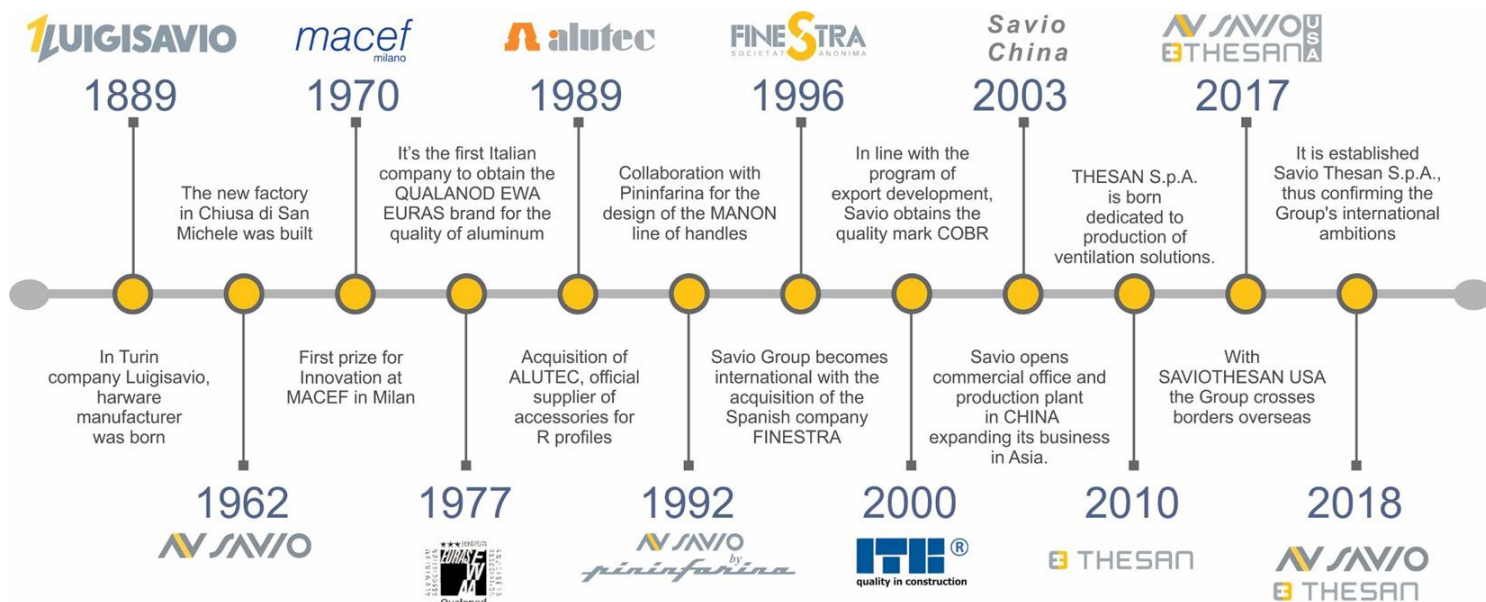 LUIGISAVIO
macef
milano
alutec
FINESTRA
SOCIETAT ANÒNIMA
Savio
China
SAVIO
THESAN
USA
1889
1970
1989
1996
2003
2017
The new factory
in Chiusa di San
Michele was built
It's the first Italian
company to obtain the
QUALANOD EWA
EURAS brand for the
quality of aluminum
Collaboration with
Pininfarina for the
design of the MANON
line of handles
In line with the
program of
export development,
Savio obtains the
quality mark COBR
THESAN S.p.A.
is born
dedicated to
production of
ventilation solutions.
It is established
Savio Thesan S.p.A.,
thus confirming the
Group's international
ambitions
In Turin
company Luigisavio,
harware
manufacturer
was born
First prize for
Innovation at
MACEF in Milan
Acquisition of
ALUTEC, official
supplier of
accessories for
R profiles
Savio Group becomes
international with the
acquisition of the
Spanish company
FINESTRA
Savio opens
commercial office and
production plant
in CHINA
expanding its business
in Asia.
With
SAVIOTHESAN USA
the Group crosses
borders overseas
1962
1977
1992
2000
2010
2018
SAVIO
EURAS
EWAA
Qualanod
SAVIO
by
pininfarina
ITC®
quality in construction
THESAN
SAVIO
THESAN